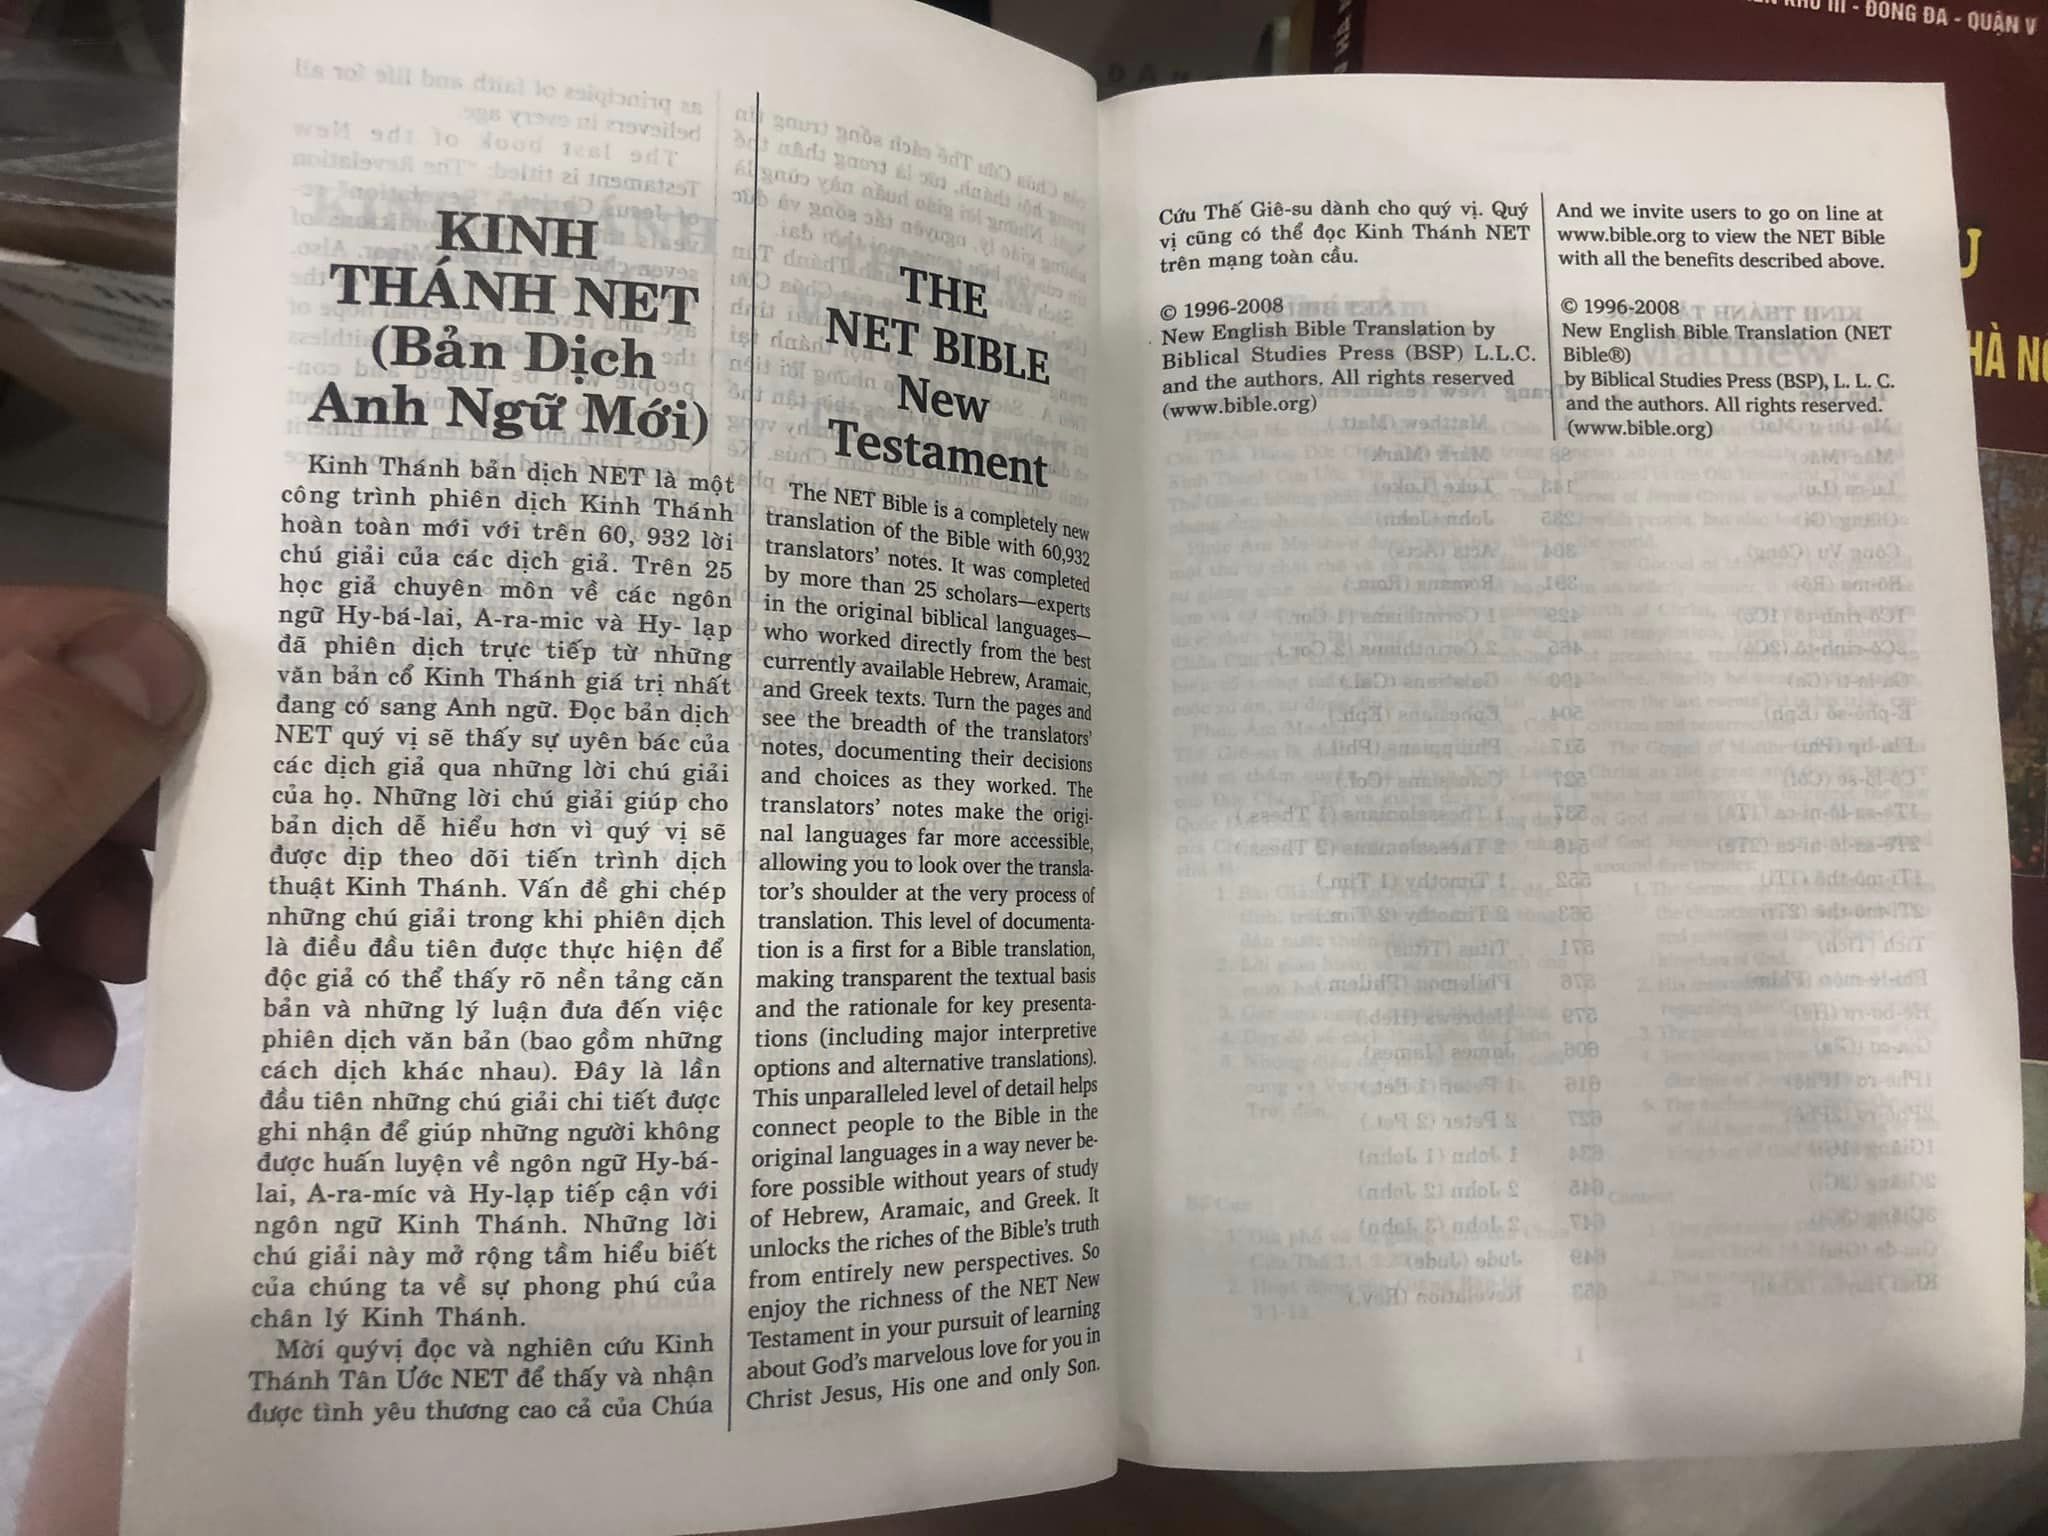 KINH
THÁNH NET
(Bản Dịch
Anh Ngữ Mới)
Kinh Thánh bản dịch NET là một
công trình phiên dịch Kinh Thánh
hoàn toàn mới với trên 60, 932 lời
chú giải của các dịch giả. Trên 25
học giả chuyên môn về các ngôn
ngữ Hy-bá-lai, A-ra-mic và Hy- lạp
đã phiên dịch trực tiếp từ những
văn bản cổ Kinh Thánh giá trị nhất
đang có sang Anh ngữ. Đọc bản dịch
NET quý vị sẽ thấy sự uyên bác của
các dịch giả qua những lời chú giải
của họ. Những lời chú giải giúp cho
bản dịch dễ hiểu hơn vì quý vị sẽ
được dịp theo dõi tiến trình dịch
thuật Kinh Thánh. Vấn đề ghi chép
những chú giải trong khi phiên dịch
là điều đầu tiên được thực hiện để
độc giả có thể thấy rõ nền tảng căn
bản và những lý luận đưa đến việc
phiên dịch văn bản (bao gồm những
cách dịch khác nhau). Đây là lần
đầu tiên những chú giải chi tiết được
ghi nhận để giúp những người không
được huấn luyện về ngôn ngữ Hy-bá-
lai, A-ra-míc và Hy-lạp tiếp cận với
ngôn ngữ Kinh Thánh. Những lời
chú giải này mở rộng tầm hiểu biết
của chúng ta về sự phong phú của
chân lý Kinh Thánh.
Mời quývị đọc và nghiên cứu Kinh
Thánh Tân Ước NET để thấy và nhận
được tình yêu thương cao cả của Chúa
THE
NET BIBLE
New
Testament
The NET Bible is a completely new
translation of the Bible with 60,932
translators' notes. It was completed
by more than 25 scholars—experts
in the original biblical languages—
who worked directly from the best
currently available Hebrew, Aramaic,
and Greek texts. Turn the pages and
see the breadth of the translators'
notes, documenting their decisions
and choices as they worked. The
translators' notes make the origi-
nal languages far more accessible,
allowing you to look over the transla-
tor's shoulder at the very process of
translation. This level of documenta-
tion is a first for a Bible translation,
making transparent the textual basis
and the rationale for key presenta-
tions (including major interpretive
options and alternative translations).
This unparalleled level of detail helps
connect people to the Bible in the
original languages in a way never be-
fore possible without years of study
of Hebrew, Aramaic, and Greek. It
unlocks the riches of the Bible's truth
from entirely new perspectives. So
enjoy the richness of the NET New
Testament in your pursuit of learning
about God's marvelous love for you in
Christ Jesus, His one and only Son.
Cứu Thế Giê-su dành cho quý vị. Quý
vị cũng có thể đọc Kinh Thánh NET
trên mạng toàn cầu.
© 1996-2008
New English Bible Translation by
Biblical Studies Press (BSP) L.L.C.
and the authors. All rights reserved
(www.bible.org)
And we invite users to go on line at
www.bible.org to view the NET Bible
with all the benefits described above.
© 1996-2008
New English Bible Translation (NET
Bible®)
by Biblical Studies Press (BSP), L. L. C.
and the authors. All rights reserved.
(www.bible.org)
KHU III - ĐỐNG ĐA - QUẬN V